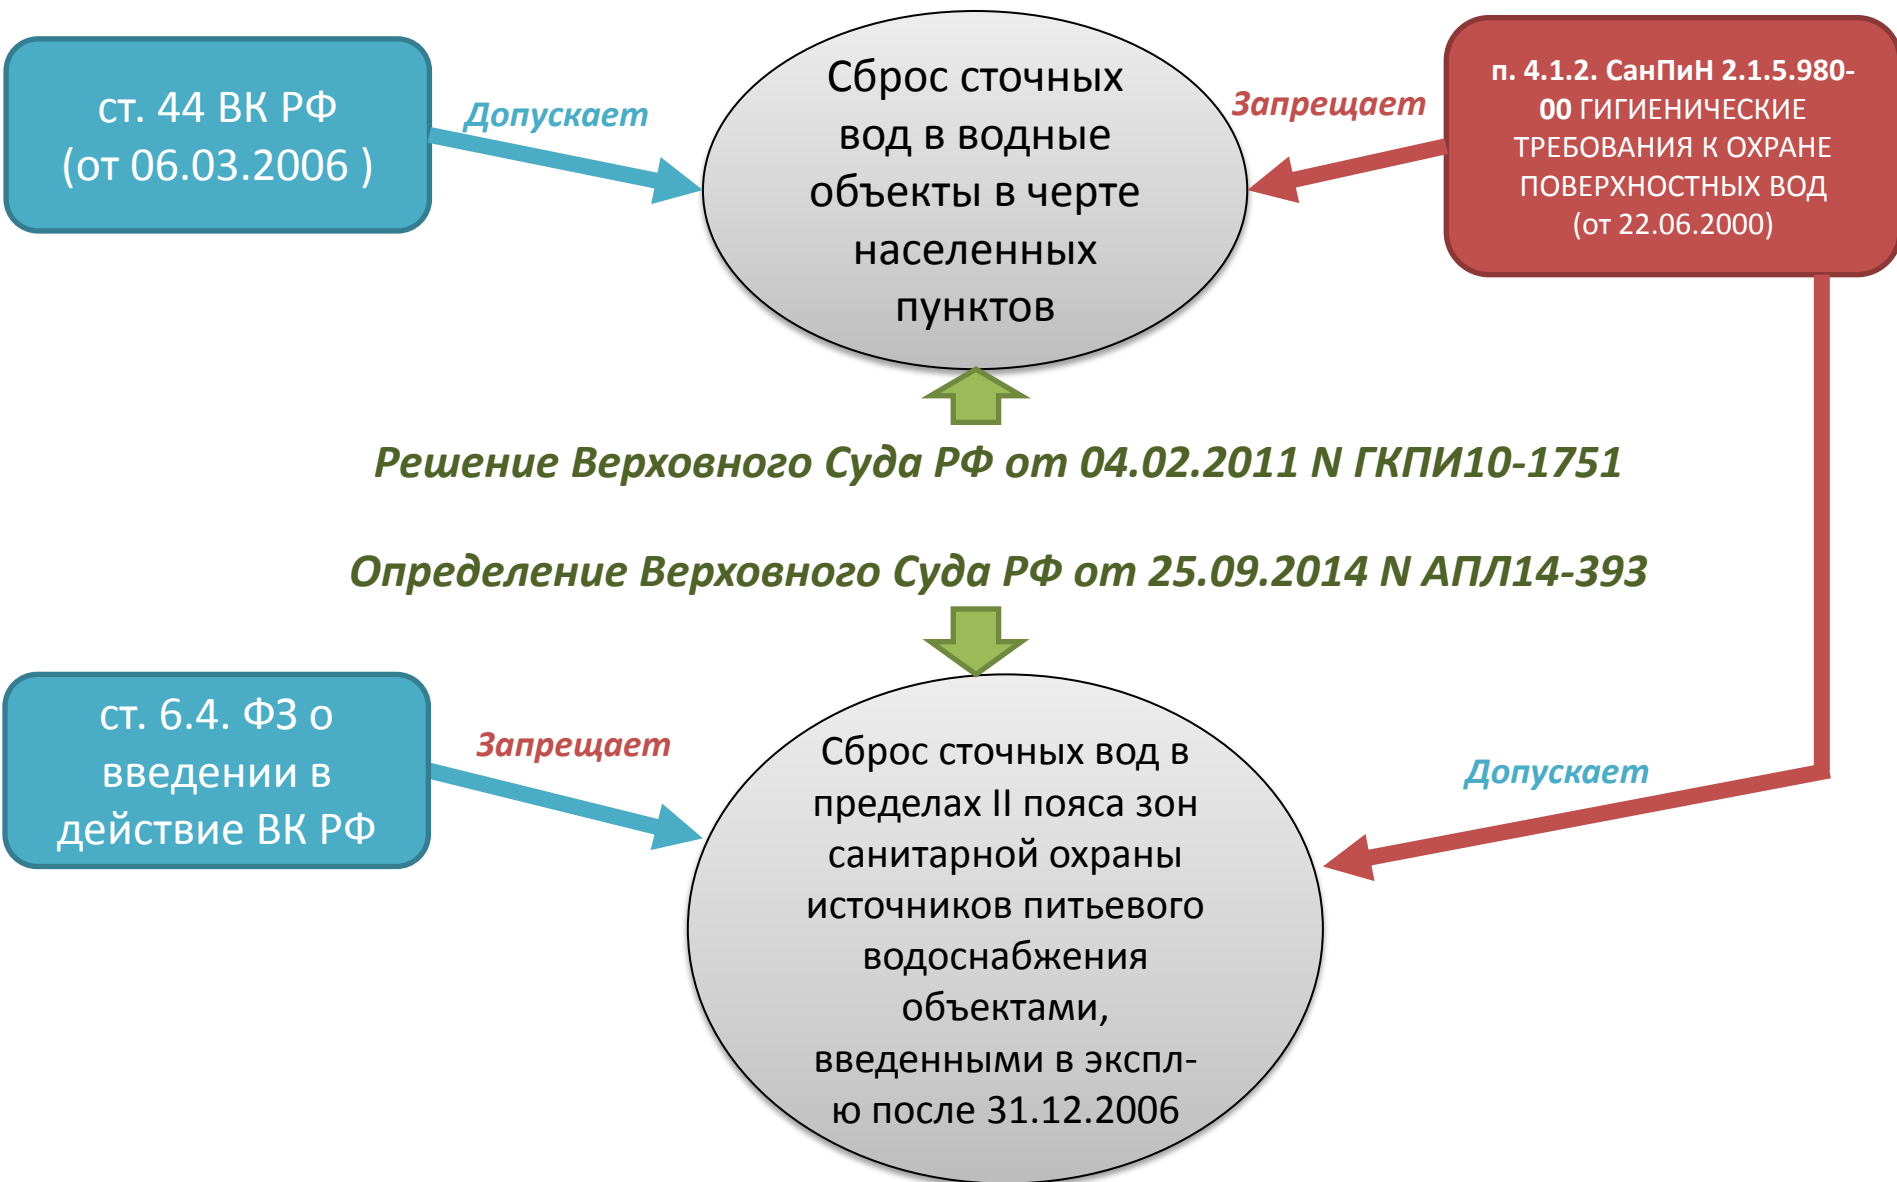 ст. 44 ВК РФ
(от 06.03.2006 )
Допускает
Сброс сточных
вод в водные
объекты в черте
населенных
пунктов
Запрещает
п. 4.1.2. СанПиН 2.1.5.980-
00 ГИГИЕНИЧЕСКИЕ
ТРЕБОВАНИЯ К ОХРАНЕ
ПОВЕРХНОСТНЫХ ВОД
(от 22.06.2000)
Решение Верховного Суда РФ от 04.02.2011 N ГКПИ10-1751
Определение Верховного Суда РФ от 25.09.2014 N АПЛ14-393
ст. 6.4. ФЗ о
введении в
действие ВК РФ
Запрещает
Сброс сточных вод в
пределах II пояса зон
санитарной охраны
источников питьевого
водоснабжения
объектами,
введенными в экспл-
ю после 31.12.2006
Допускает